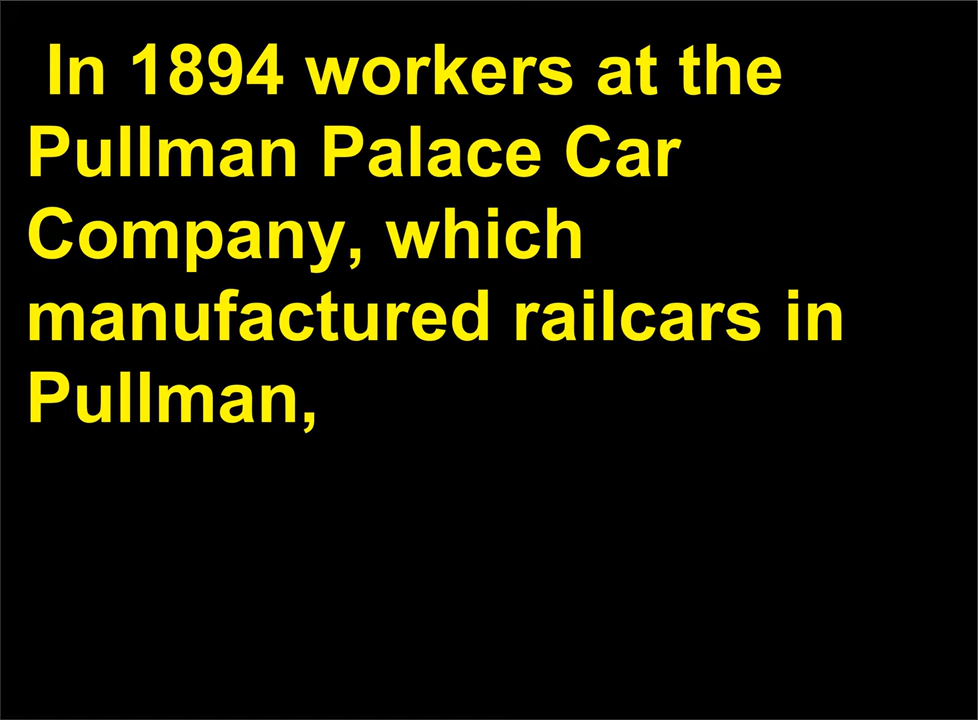 In 1894 workers at the
Pullman Palace Car
Company, which
manufactured railcars in
Pullman,